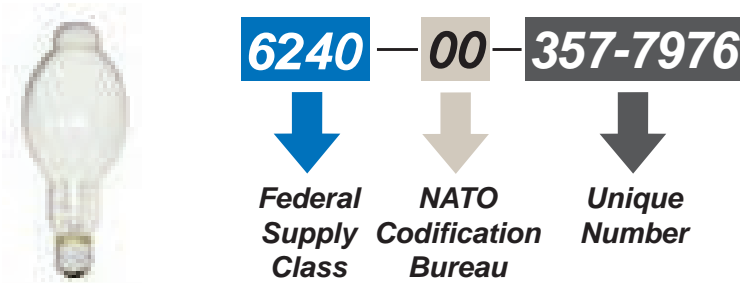 6240 — 00 — 357-7976
Federal Supply Class
NATO Codification Bureau
Unique Number